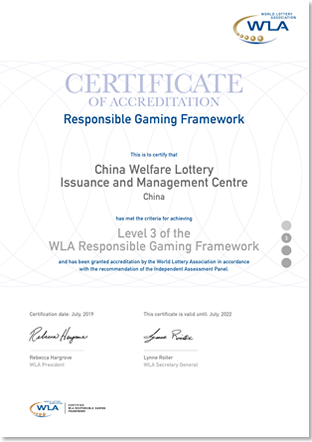 WORLD LOTTERY
ASSOCIATION
WLA
CERTIFICATE
OF ACCREDITATION
Responsible Gaming Framework
This is to certify that
China Welfare Lottery
Issuance and Management Centre
China
has met the criteria for achieving
Level 3 of the
WLA Responsible Gaming Framework
and has been granted accreditation by the World Lottery Association in accordance
with the recommendation of the Independent Assessment Panel.
3
Certification date: July, 2019
This certificate is valid until: July, 2022
Rebecca Hargrove
Lynne Roiter
Rebecca Hargrove
WLA President
Lynne Roiter
WLA Secretary General
WLA
CERTIFIED
WLA RESPONSIBLE GAMING
FRAMEWORK